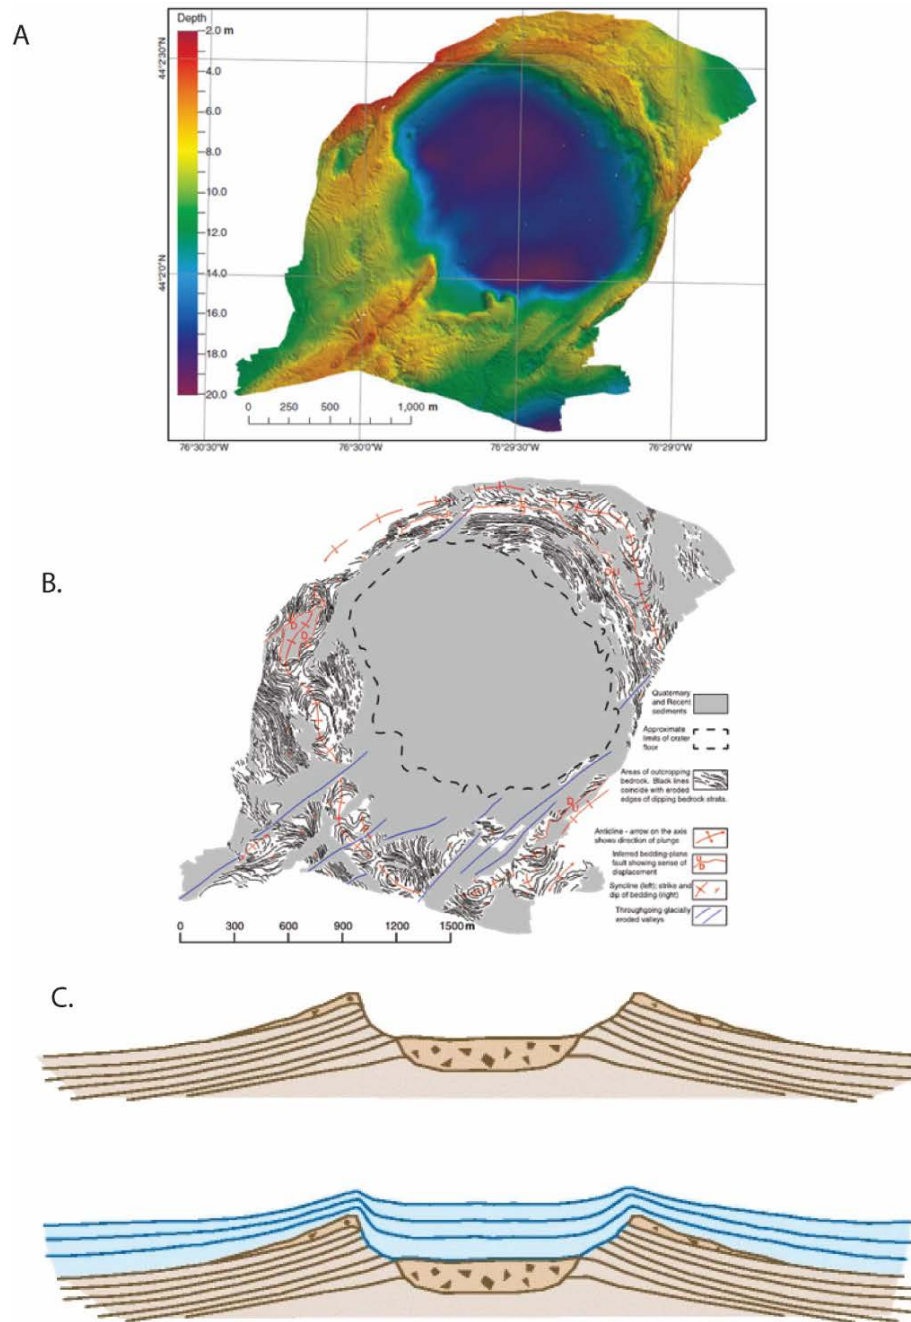 A
Depth
2.0 m
4.0
6.0
8.0
10.0
12.0
14.0
16.0
18.0
20.0
44°2'30"N
44°2'0"N
0 250 500 1,000 m
76°30'30"W 76°30'0"W 76°29'30"W 76°29'0"W
B.
Quaternary
and Recent
sediments
Approximate
limits of crater
floor
Areas of outcropping
bedrock. Black lines
coincide with eroded
edges of dipping bedrock strata.
Anticline - arrow on the axis
shows direction of plunge
Inferred bedding-plane
fault showing sense of
displacement
Syncline (left); strike and
dip of bedding (right)
Throughgoing glacially
eroded valleys
0 300 600 900 1200 1500 m
C.